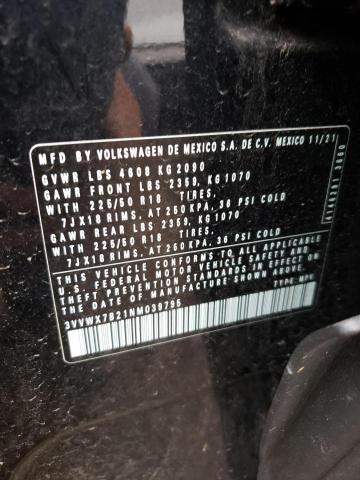 MFD BY VOLKSWAGEN DE MEXICO S.A. DE C.V. MEXICO 11/21
GVWR LBS 4608 KG 2090
GAWR FRONT LBS 2359, KG 1070
WITH 225/50 R18 TIRES,
7JX18 RIMS, AT 250 KPA, 36 PSI COLD
GAWR REAR LBS 2359, KG 1070
WITH 225/50 R18 TIRES,
7JX18 RIMS, AT 250 KPA, 36 PSI COLD
THIS VEHICLE CONFORMS TO ALL APPLICABLE
U.S. FEDERAL MOTOR VEHICLE SAFETY AND
THEFT PREVENTION STANDARDS IN EFFECT ON
THE DATE OF MANUFACTURE SHOWN ABOVE.
3VVWX7B21NM039795
TYPE: